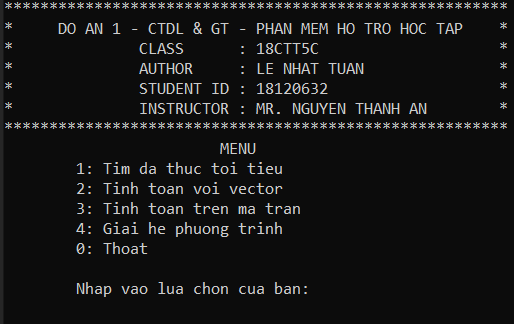 ********************************************************
*     DO AN 1 - CTDL & GT - PHAN MEM HO TRO HOC TAP    *
*              CLASS      : 18CTT5C                    *
*              AUTHOR     : LE NHAT TUAN               *
*              STUDENT ID : 18120632                   *
*              INSTRUCTOR : MR. NGUYEN THANH AN        *
********************************************************
MENU
1: Tim da thuc toi tieu
2: Tinh toan voi vector
3: Tinh toan tren ma tran
4: Giai he phuong trinh
0: Thoat
Nhap vao lua chon cua ban: